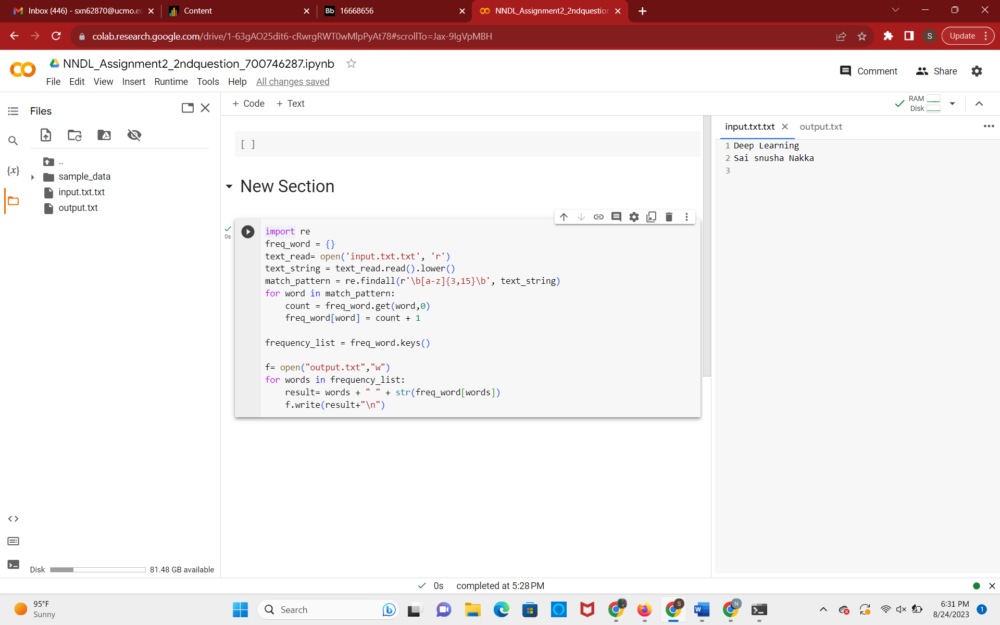 Inbox (446) - sxn62870@ucmo.ed
Content
Bb 16668656
NNDL_Assignment2_2ndquestion
colab.research.google.com/drive/1-63gAO25dit6-cRwrgRWT0wMlpPyAt78#scrollTo=Jax-9IgVpMBH
S
Update
NNDL_Assignment2_2ndquestion_700746287.ipynb
File Edit View Insert Runtime Tools Help All changes saved
Comment
Share
Files
+ Code + Text
RAM
Disk
{x}
..
sample_data
input.txt.txt
output.txt
Disk 81.48 GB available
[ ]
New Section
0s
import re
freq_word = {}
text_read= open('input.txt.txt', 'r')
text_string = text_read.read().lower()
match_pattern = re.findall(r'\b[a-z]{3,15}\b', text_string)
for word in match_pattern:
    count = freq_word.get(word,0)
    freq_word[word] = count + 1
frequency_list = freq_word.keys()
f= open("output.txt","w")
for words in frequency_list:
    result= words + " " + str(freq_word[words])
    f.write(result+"\n")
input.txt.txt output.txt
1 Deep Learning
2 Sai snusha Nakka
3
0s completed at 5:28 PM
95°F
Sunny
Search
S
N
6:31 PM
8/24/2023
1